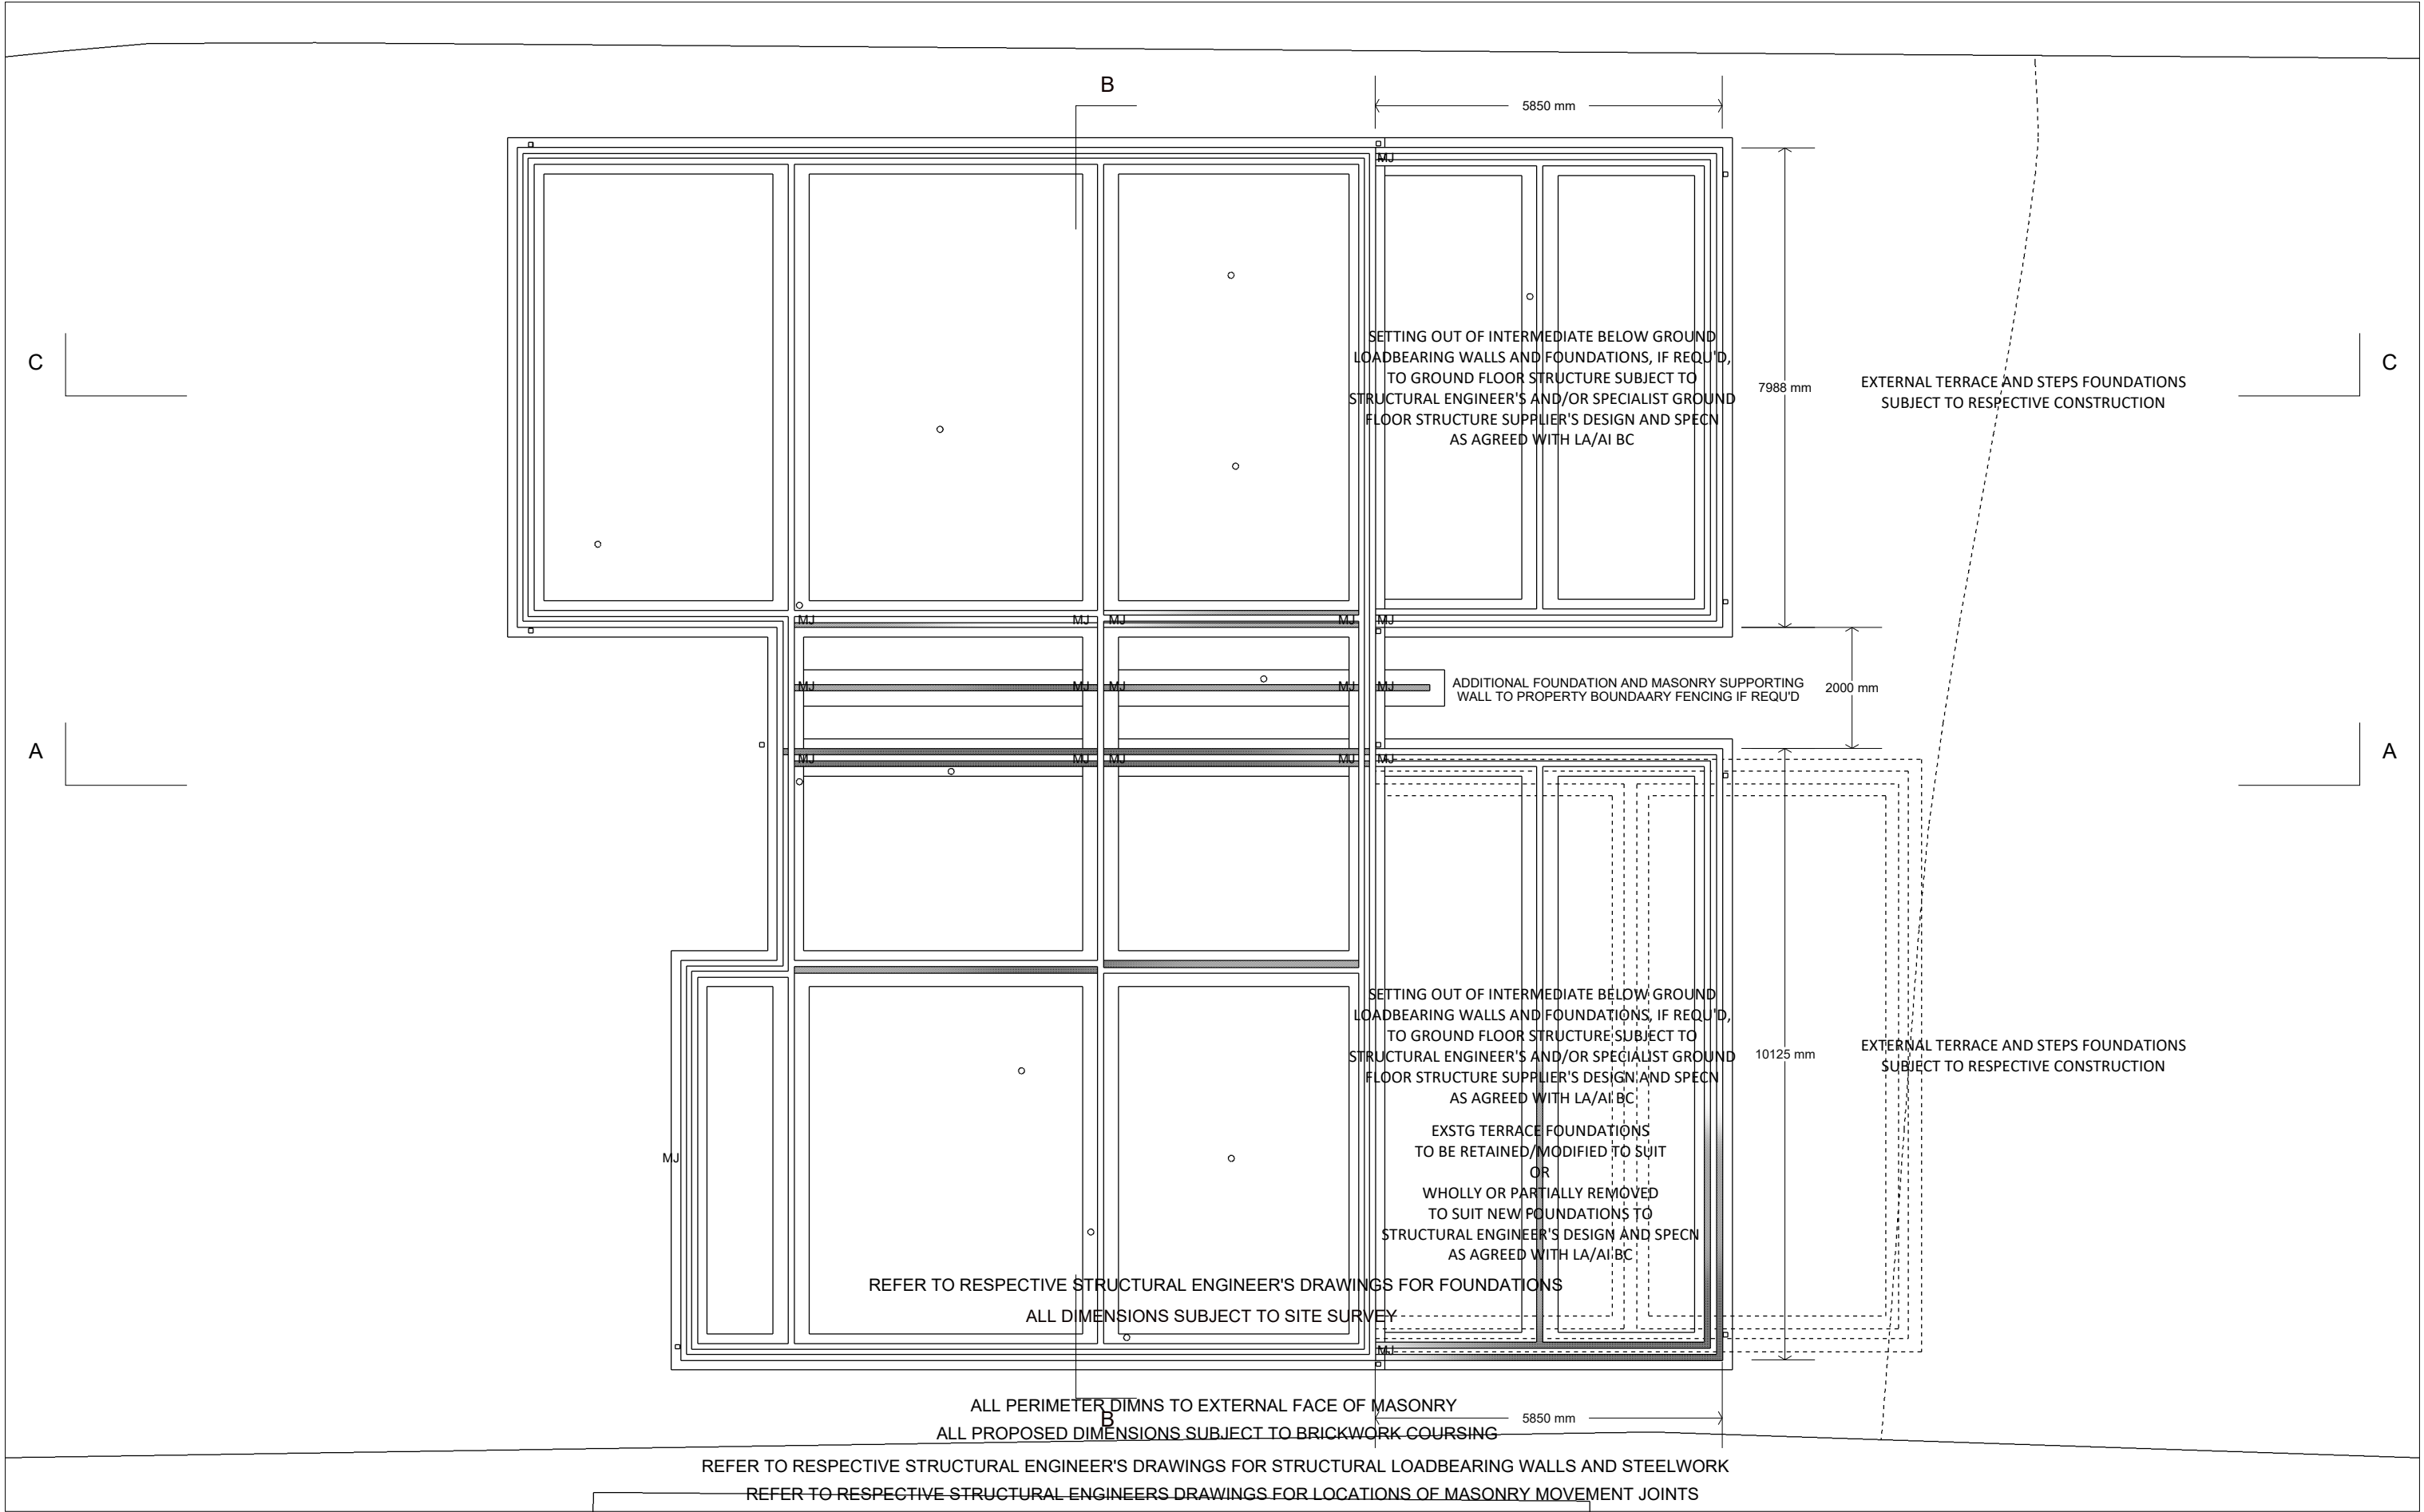 B
5850 mm
MJ
C
SETTING OUT OF INTERMEDIATE BELOW GROUND
LOADBEARING WALLS AND FOUNDATIONS, IF REQU'D,
TO GROUND FLOOR STRUCTURE SUBJECT TO
STRUCTURAL ENGINEER'S AND/OR SPECIALIST GROUND
FLOOR STRUCTURE SUPPLIER'S DESIGN AND SPECN
AS AGREED WITH LA/AI BC
7988 mm
EXTERNAL TERRACE AND STEPS FOUNDATIONS
SUBJECT TO RESPECTIVE CONSTRUCTION
C
MJ MJ MJ MJ MJ
MJ MJ MJ MJ MJ
ADDITIONAL FOUNDATION AND MASONRY SUPPORTING
WALL TO PROPERTY BOUNDAARY FENCING IF REQU'D
2000 mm
A
A
MJ MJ MJ MJ MJ
SETTING OUT OF INTERMEDIATE BELOW GROUND
LOADBEARING WALLS AND FOUNDATIONS, IF REQU'D,
TO GROUND FLOOR STRUCTURE SUBJECT TO
STRUCTURAL ENGINEER'S AND/OR SPECIALIST GROUND
FLOOR STRUCTURE SUPPLIER'S DESIGN AND SPECN
AS AGREED WITH LA/AI BC
10125 mm
EXTERNAL TERRACE AND STEPS FOUNDATIONS
SUBJECT TO RESPECTIVE CONSTRUCTION
EXSTG TERRACE FOUNDATIONS
TO BE RETAINED/MODIFIED TO SUIT
OR
WHOLLY OR PARTIALLY REMOVED
TO SUIT NEW FOUNDATIONS TO
STRUCTURAL ENGINEER'S DESIGN AND SPECN
AS AGREED WITH LA/AI BC
MJ
REFER TO RESPECTIVE STRUCTURAL ENGINEER'S DRAWINGS FOR FOUNDATIONS
ALL DIMENSIONS SUBJECT TO SITE SURVEY
MJ
ALL PERIMETER DIMNS TO EXTERNAL FACE OF MASONRY
B
5850 mm
ALL PROPOSED DIMENSIONS SUBJECT TO BRICKWORK COURSING
REFER TO RESPECTIVE STRUCTURAL ENGINEER'S DRAWINGS FOR STRUCTURAL LOADBEARING WALLS AND STEELWORK
REFER TO RESPECTIVE STRUCTURAL ENGINEERS DRAWINGS FOR LOCATIONS OF MASONRY MOVEMENT JOINTS